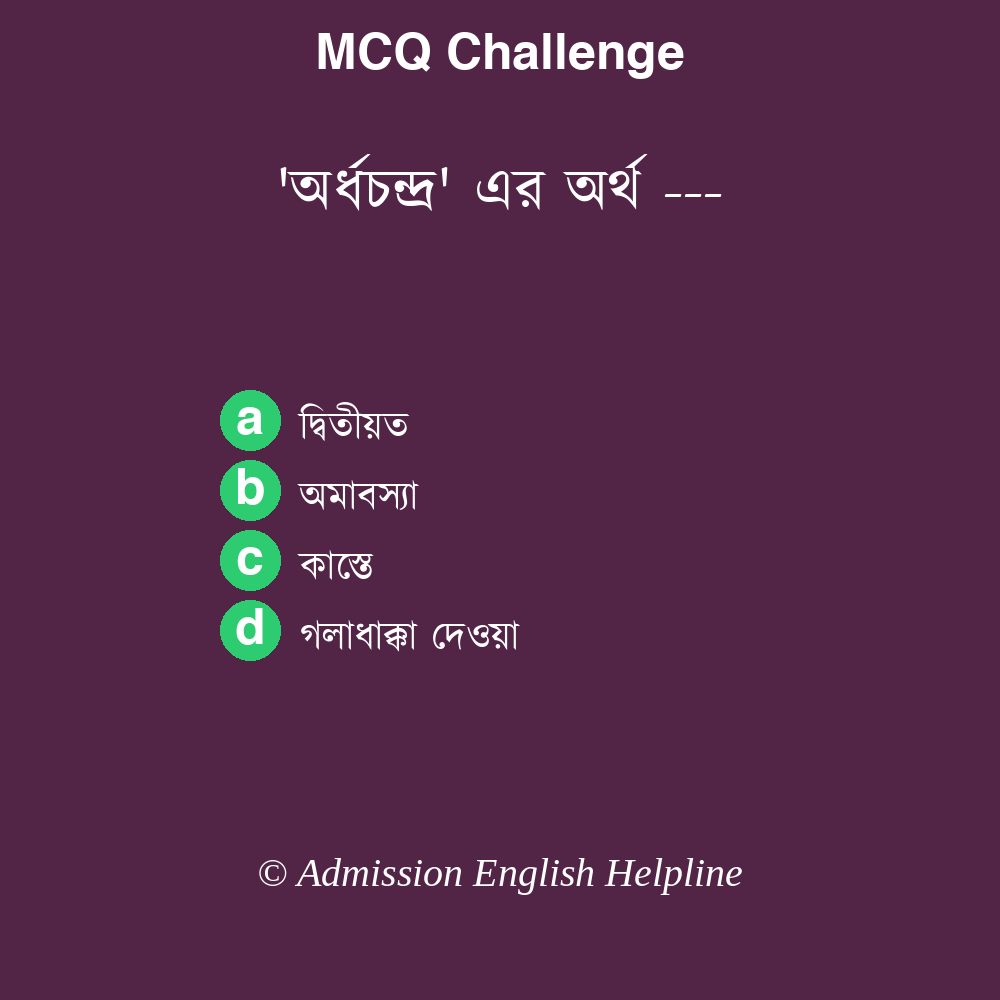 MCQ Challenge
'অর্ধচন্দ্র' এর অর্থ ---
a দ্বিতীয়ত
b অমাবস্যা
c কাস্তে
d গলাধাক্কা দেওয়া
© Admission English Helpline